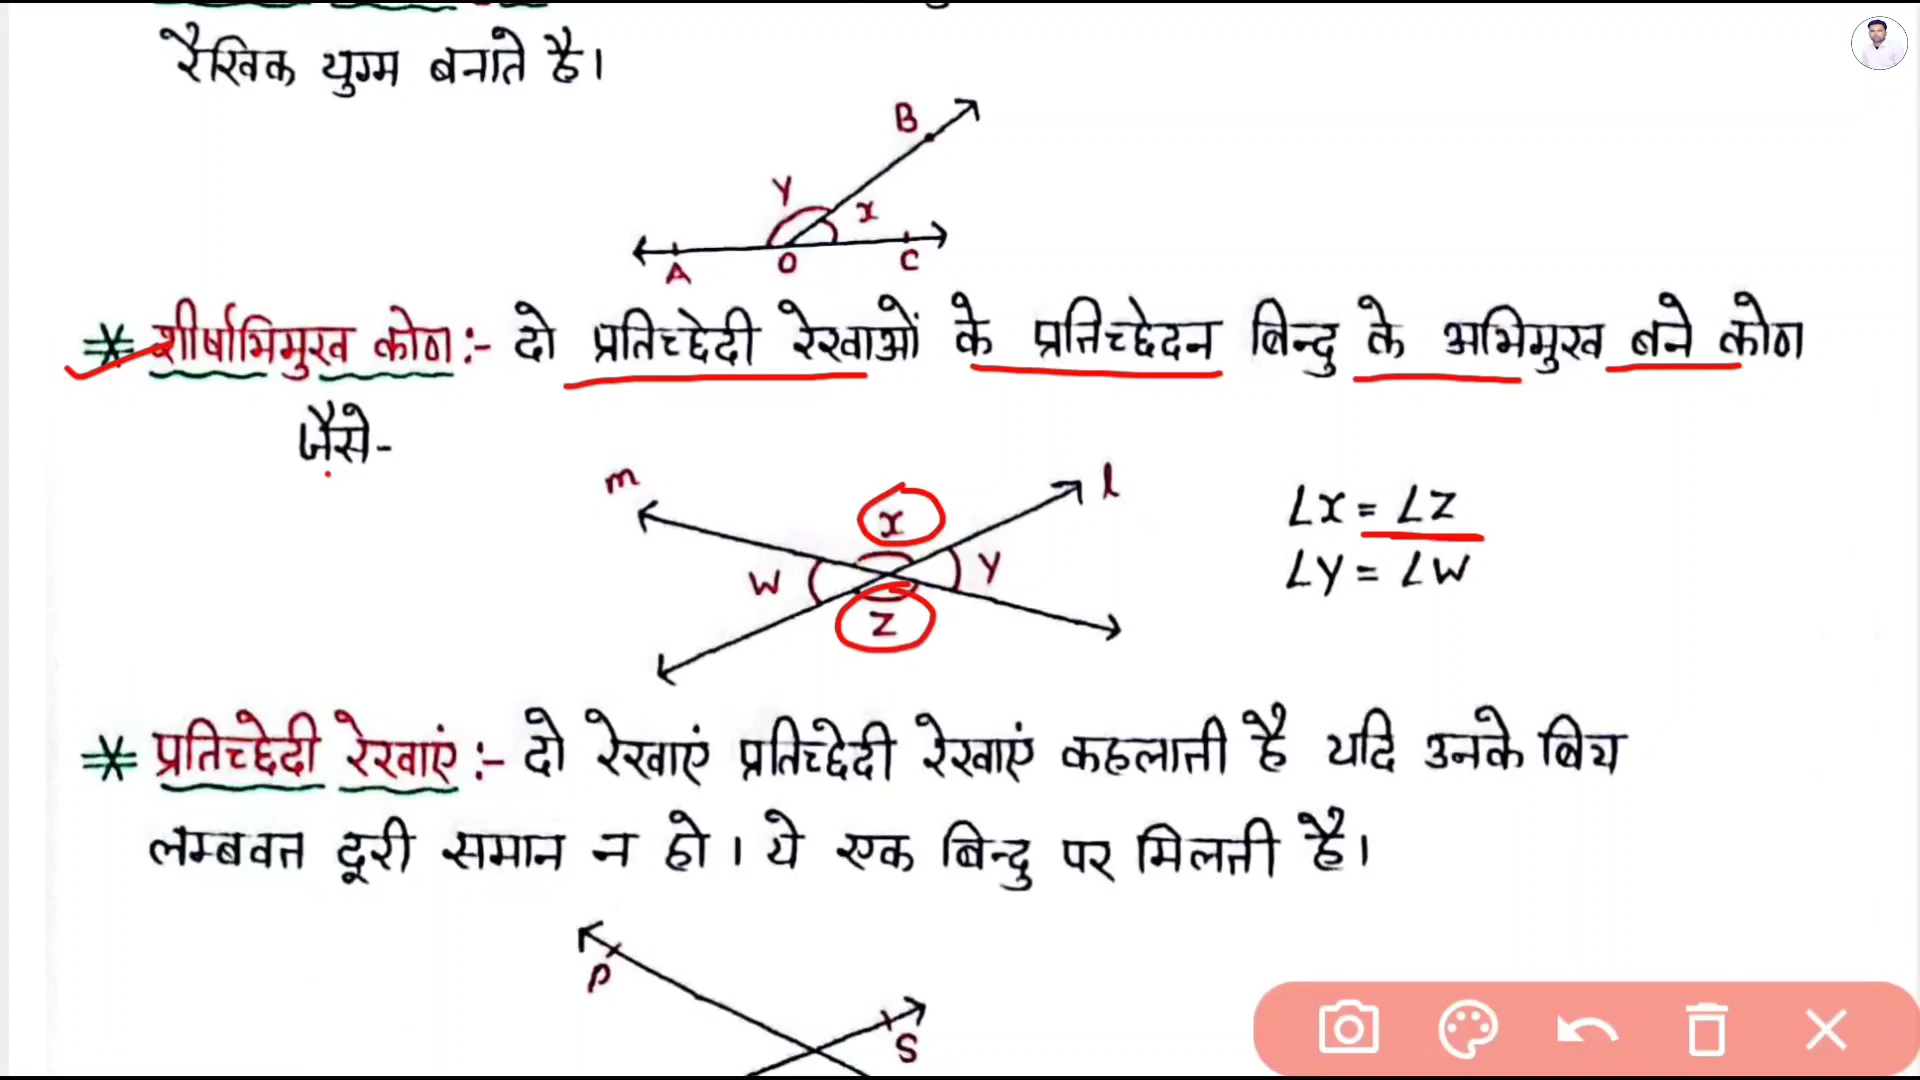 रैखिक युग्म बनाते है।
B
Y
x
A
O
C
* शीर्षाभिमुख कोण :- दो प्रतिच्छेदी रेखाओं के प्रतिच्छेदन बिन्दु के अभिमुख बने कोण
जैसे-
m
l
x
∠X = ∠Z
W
Y
∠Y = ∠W
Z
* प्रतिच्छेदी रेखाएं :- दो रेखाएं प्रतिच्छेदी रेखाएं कहलाती है यदि उनके बिच
लम्बवत दूरी समान न हो। ये एक बिन्दु पर मिलती है।
P
S